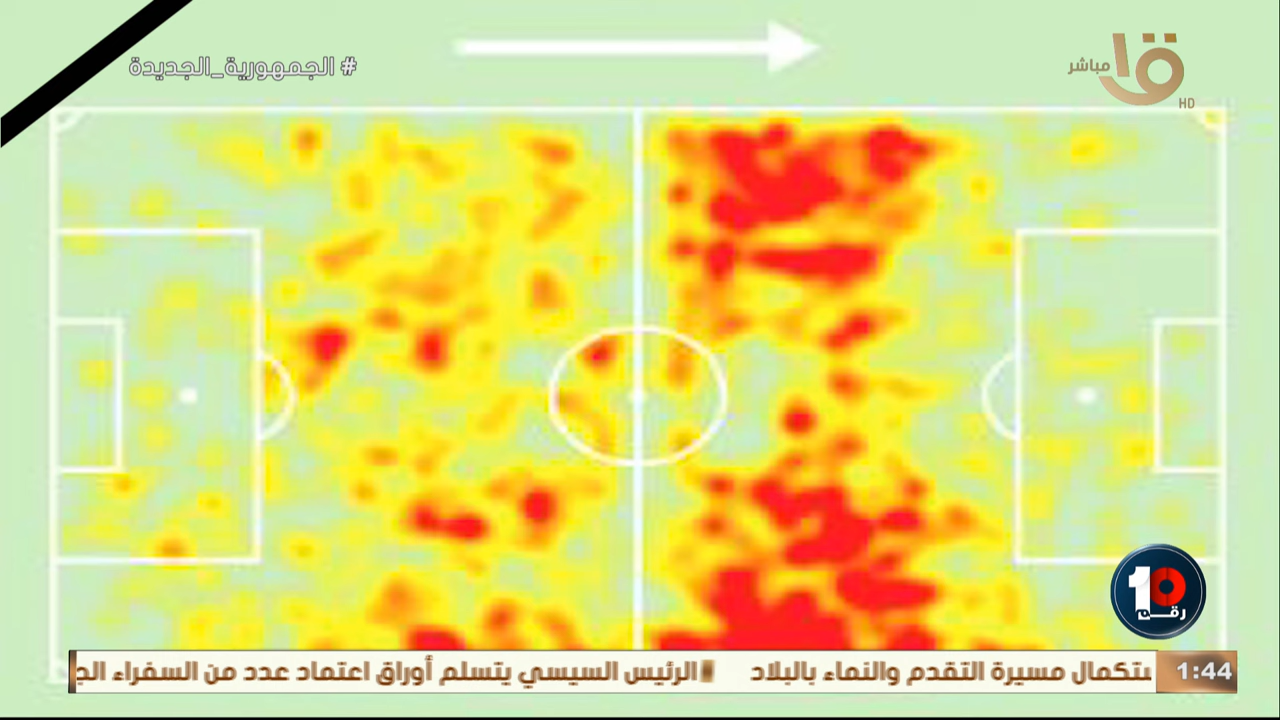 # الجمهورية_الجديدة
مباشر
HD
رقم 10
ستكمال مسيرة التقدم والنماء بالبلاد الرئيس السيسي يتسلم أوراق اعتماد عدد من السفراء
1:44